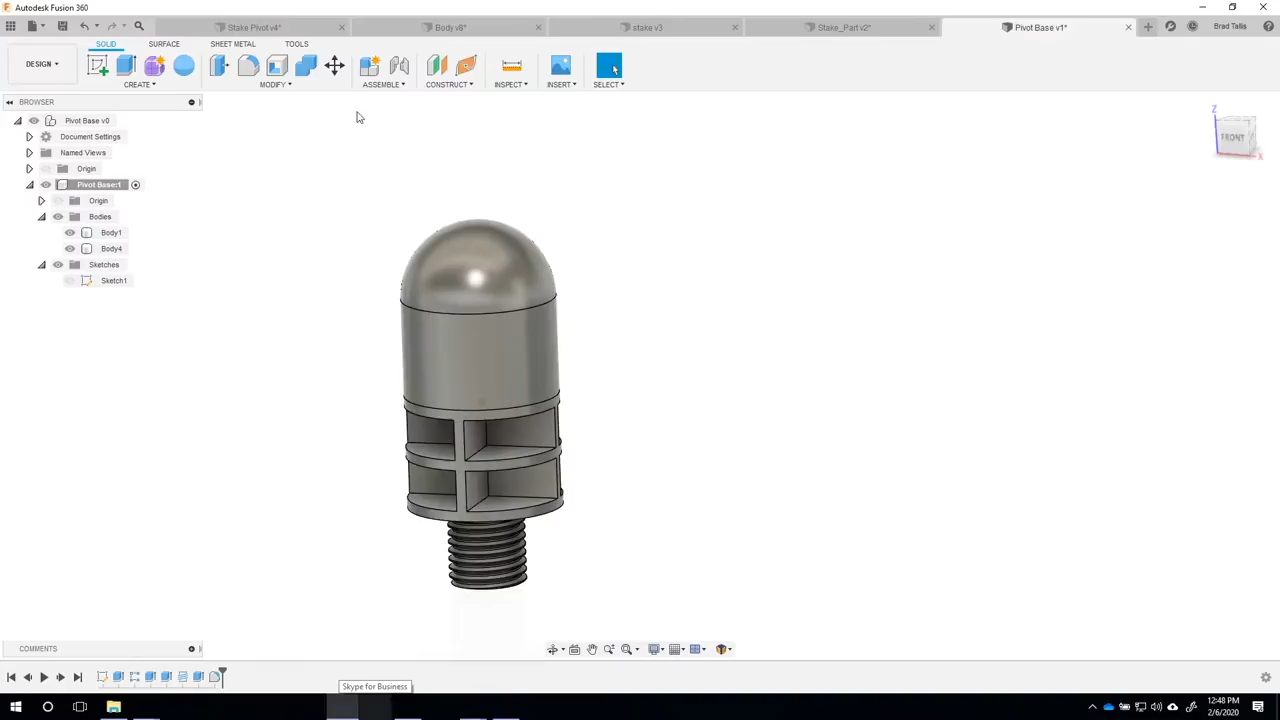 Autodesk Fusion 360
Stake Pivot v4*
Body v8*
stake v3
Stake_Part v2*
Pivot Base v1*
Brad Tallis
SOLID
SURFACE
SHEET METAL
TOOLS
DESIGN
CREATE
MODIFY
ASSEMBLE
CONSTRUCT
INSPECT
INSERT
SELECT
BROWSER
Pivot Base v0
Document Settings
Named Views
Origin
Pivot Base:1
Origin
Bodies
Body1
Body4
Sketches
Sketch1
Z
FRONT
X
COMMENTS
Skype for Business
12:48 PM
2/6/2020